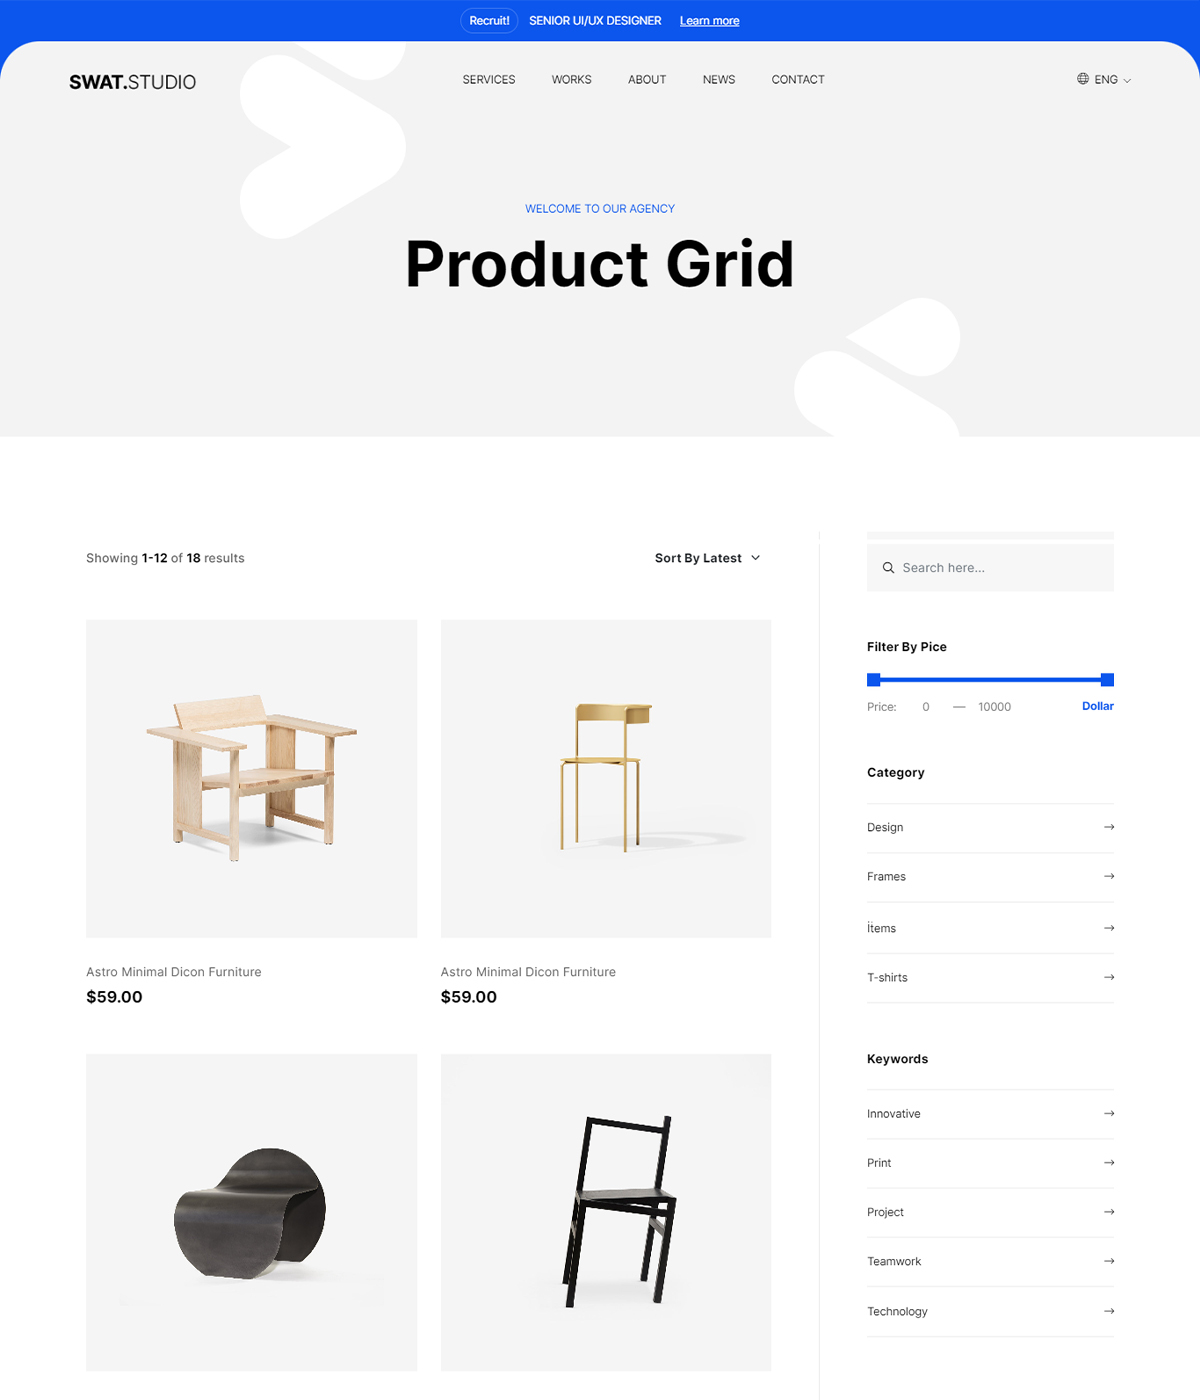 Recruit! SENIOR UI/UX DESIGNER Learn more
SWAT.STUDIO SERVICES WORKS ABOUT NEWS CONTACT ENG
WELCOME TO OUR AGENCY
Product Grid
Showing 1-12 of 18 results Sort By Latest
Search here...
Filter By Pice
Price: 0 — 10000 Dollar
Category
Design
Frames
İtems
T-shirts
Astro Minimal Dicon Furniture
$59.00
Astro Minimal Dicon Furniture
$59.00
Keywords
Innovative
Print
Project
Teamwork
Technology